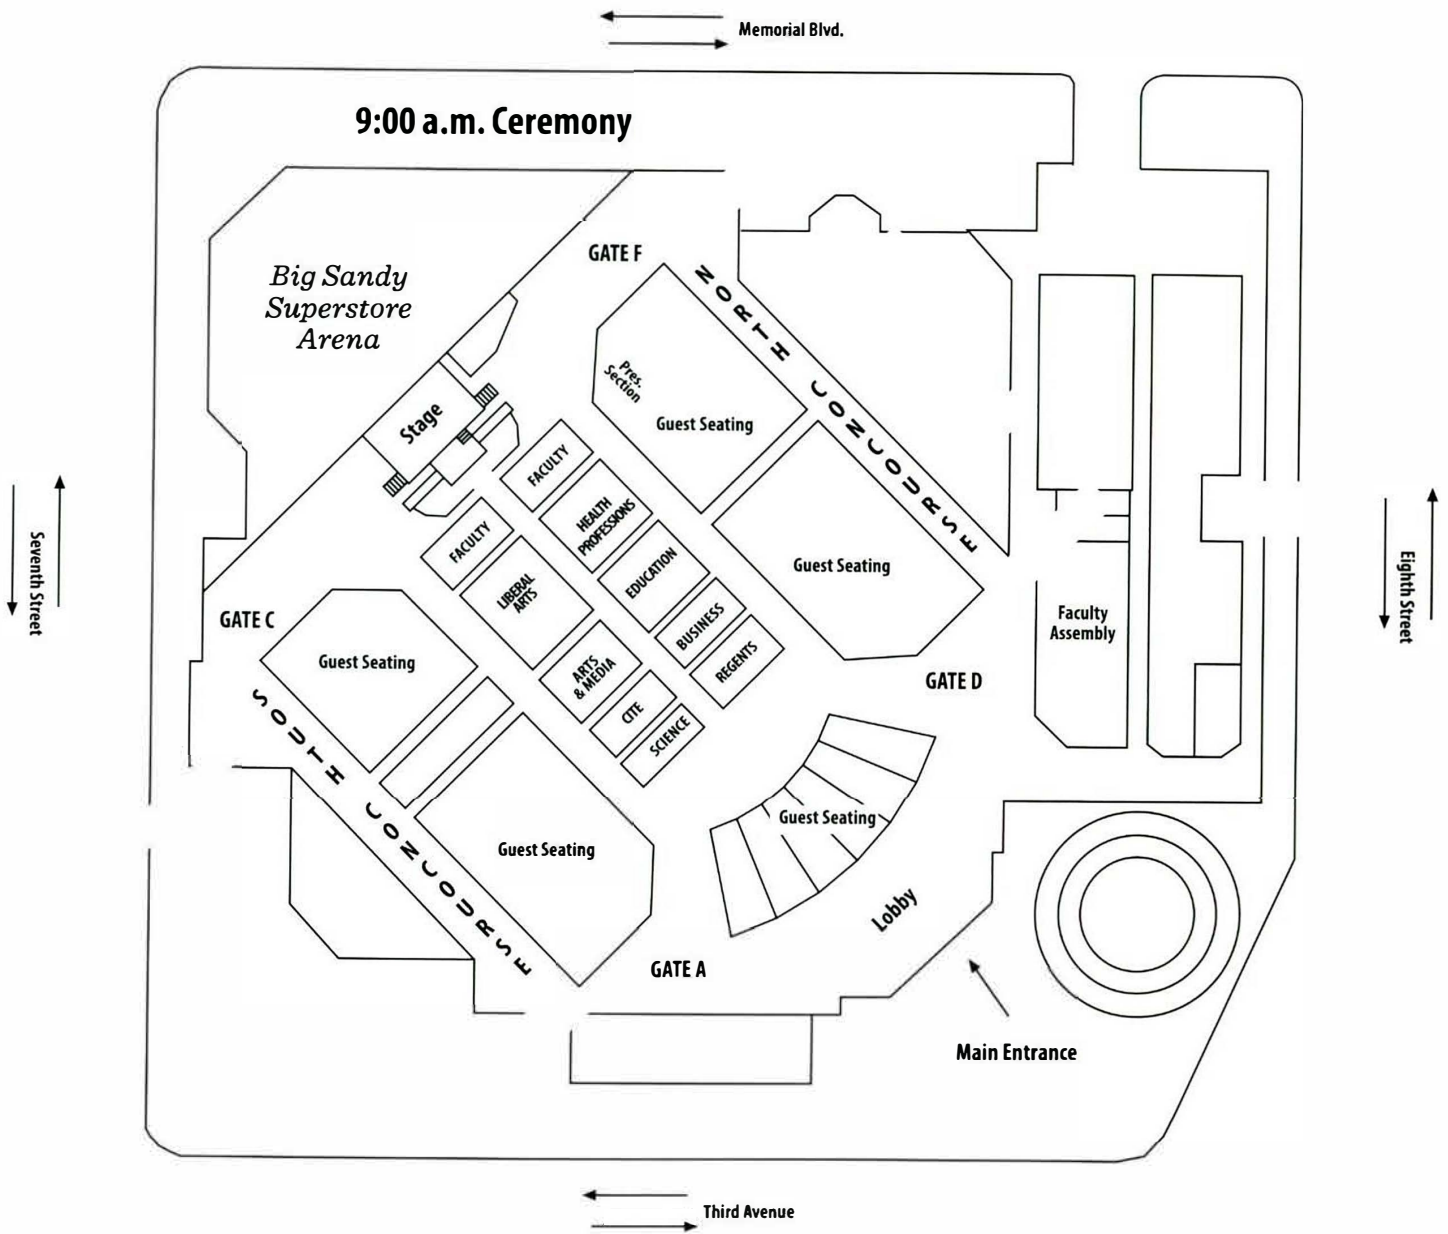 Memorial Blvd.
9:00 a.m. Ceremony
Big Sandy
Superstore
Arena
GATE F
NORTH CONCOURSE
Pres.
Section
Guest Seating
Stage
FACULTY
HEALTH
PROFESSIONS
FACULTY
EDUCATION
LIBERAL
ARTS
BUSINESS
REGENTS
ARTS
& MEDIA
CITE
SCIENCE
Guest Seating
Seventh Street
Eighth Street
Faculty
Assembly
GATE C
Guest Seating
GATE D
SOUTH CONCOURSE
Guest Seating
Guest Seating
Lobby
GATE A
Main Entrance
Third Avenue